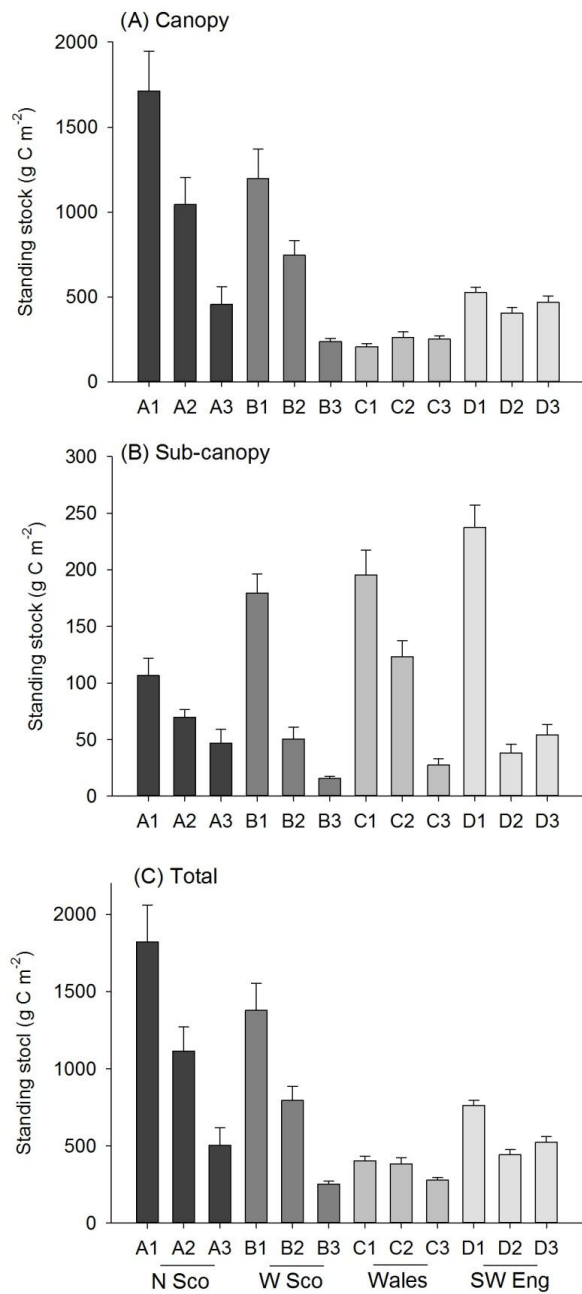 (A) Canopy
Standing stock (g C m⁻²)
2000
1500
1000
500
0
A1 A2 A3 B1 B2 B3 C1 C2 C3 D1 D2 D3
(B) Sub-canopy
Standing stock (g C m⁻²)
300
250
200
150
100
50
0
A1 A2 A3 B1 B2 B3 C1 C2 C3 D1 D2 D3
(C) Total
Standing stocl (g C m⁻²)
2000
1500
1000
500
0
A1 A2 A3 B1 B2 B3 C1 C2 C3 D1 D2 D3
N Sco W Sco Wales SW Eng